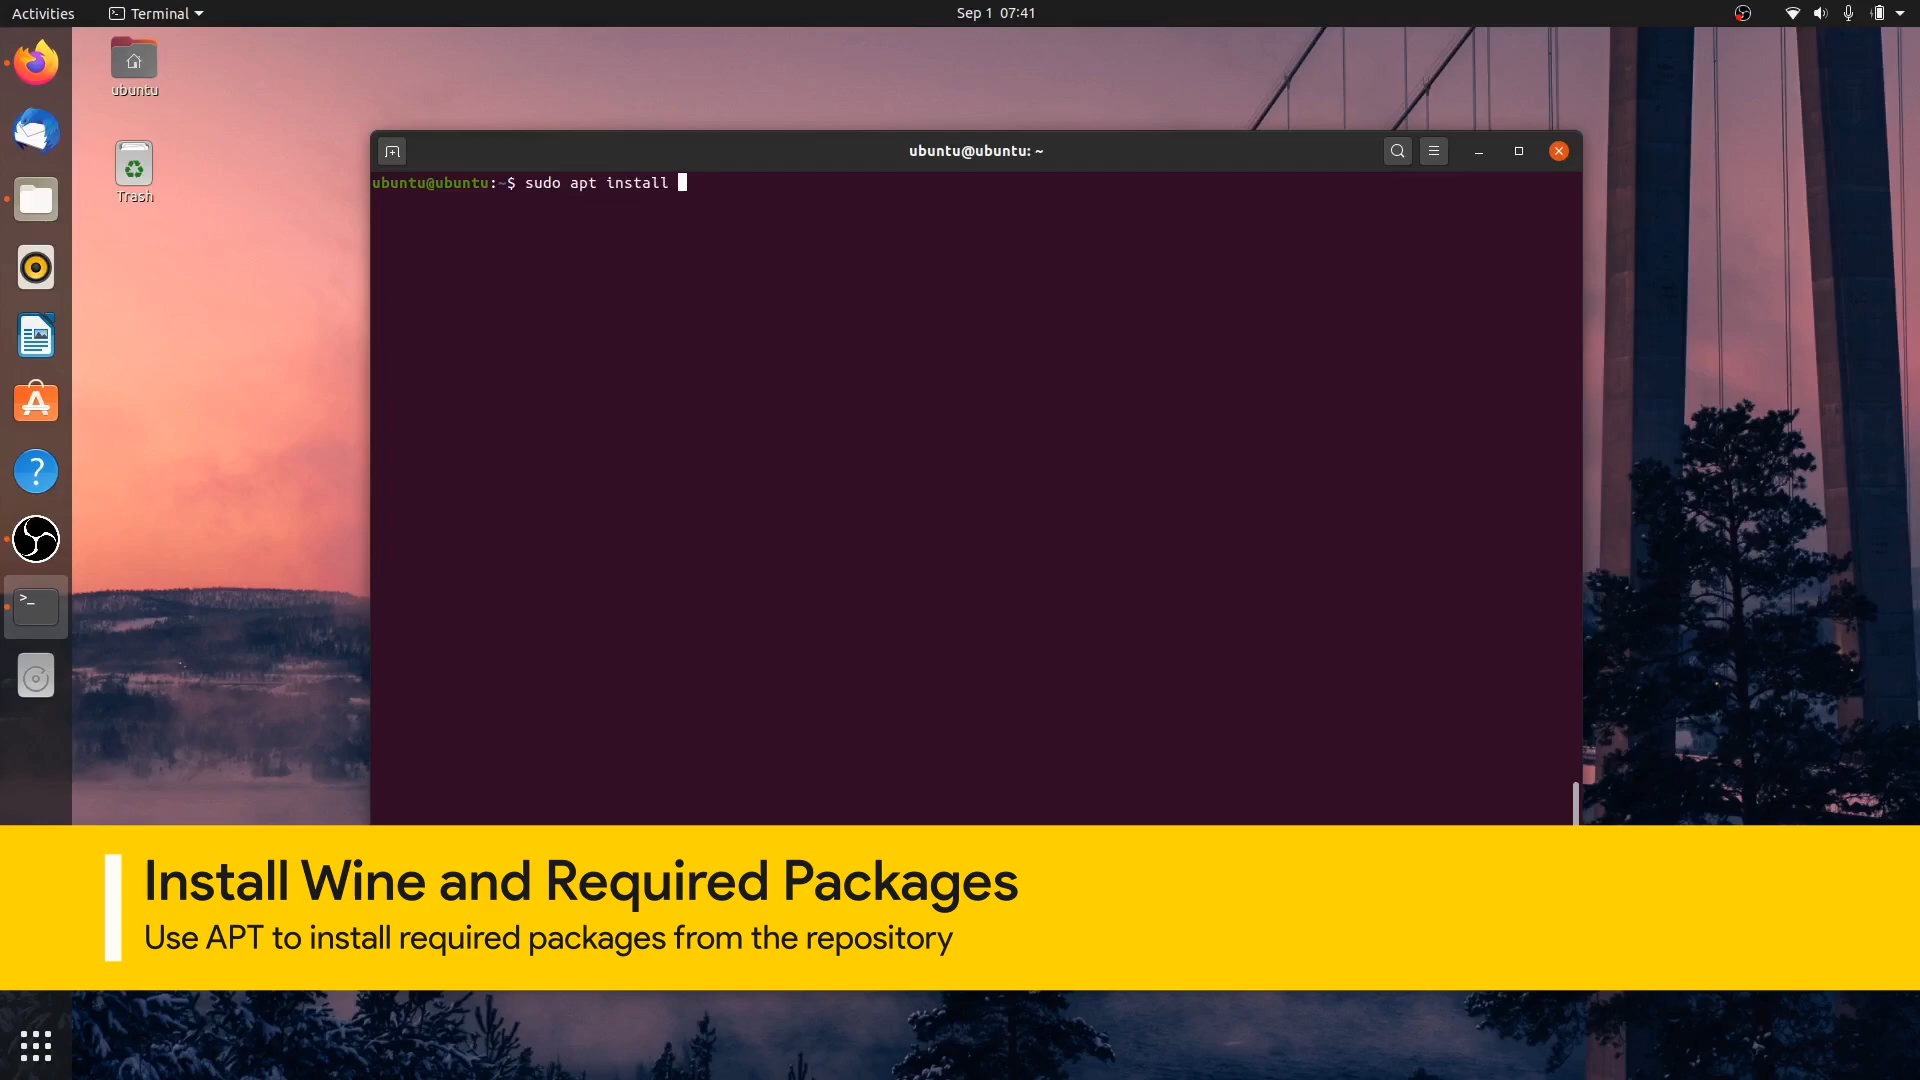 Activities
Terminal
Sep 1 07:41
ubuntu
Trash
ubuntu@ubuntu: ~
ubuntu@ubuntu:~$ sudo apt install
Install Wine and Required Packages
Use APT to install required packages from the repository